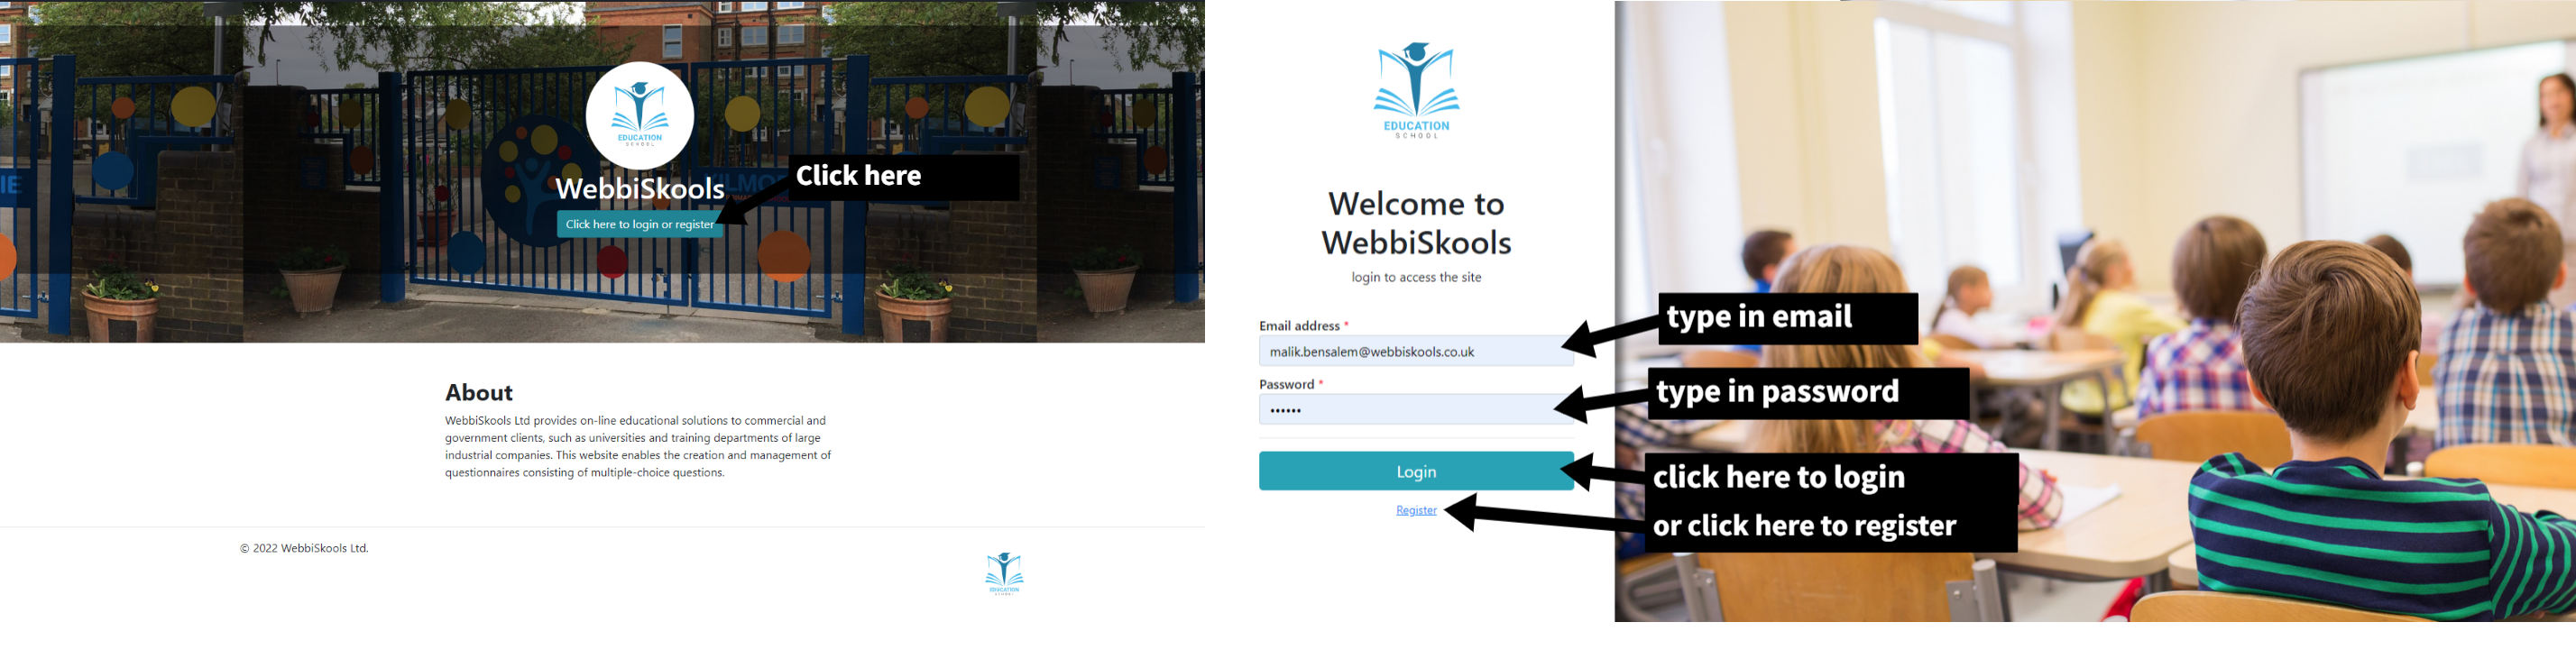 EDUCATION
SCHOOL
WebbiSkools
Click here
Click here to login or register
About
WebbiSkools Ltd provides on-line educational solutions to commercial and
government clients, such as universities and training departments of large
industrial companies. This website enables the creation and management of
questionnaires consisting of multiple-choice questions.
© 2022 WebbiSkools Ltd.
EDUCATION
SCHOOL
EDUCATION
SCHOOL
Welcome to
WebbiSkools
login to access the site
Email address *
malik.bensalem@webbiskools.co.uk
type in email
Password *
••••••
type in password
Login
click here to login
Register
or click here to register